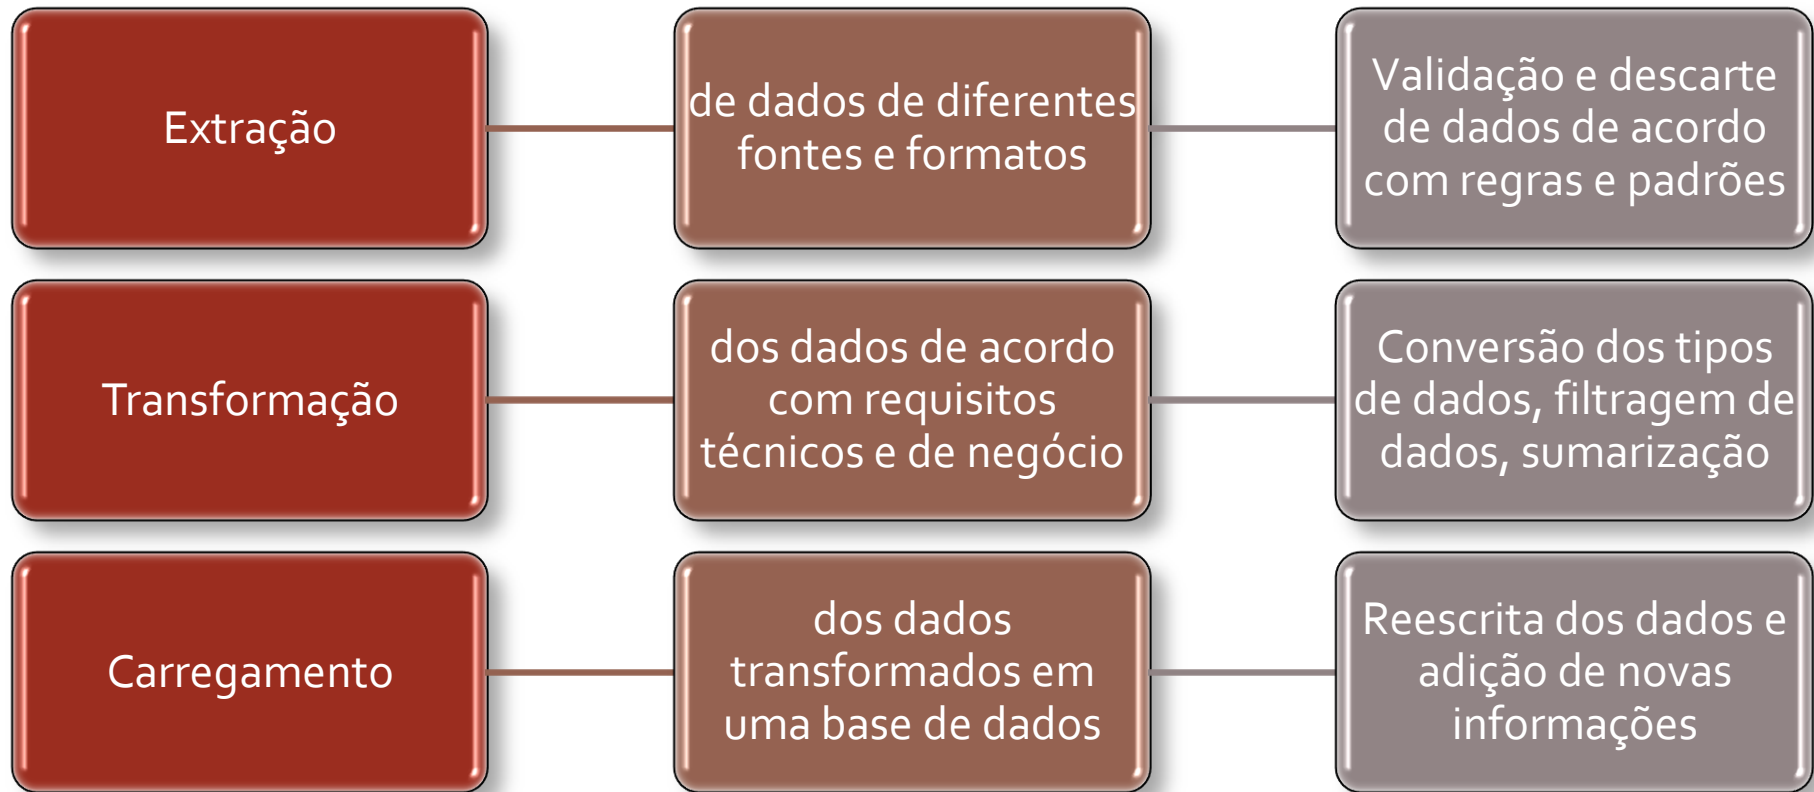 Extração
de dados de diferentes
fontes e formatos
Validação e descarte
de dados de acordo
com regras e padrões
Transformação
dos dados de acordo
com requisitos
técnicos e de negócio
Conversão dos tipos
de dados, filtragem de
dados, sumarização
Carregamento
dos dados
transformados em
uma base de dados
Reescrita dos dados e
adição de novas
informações